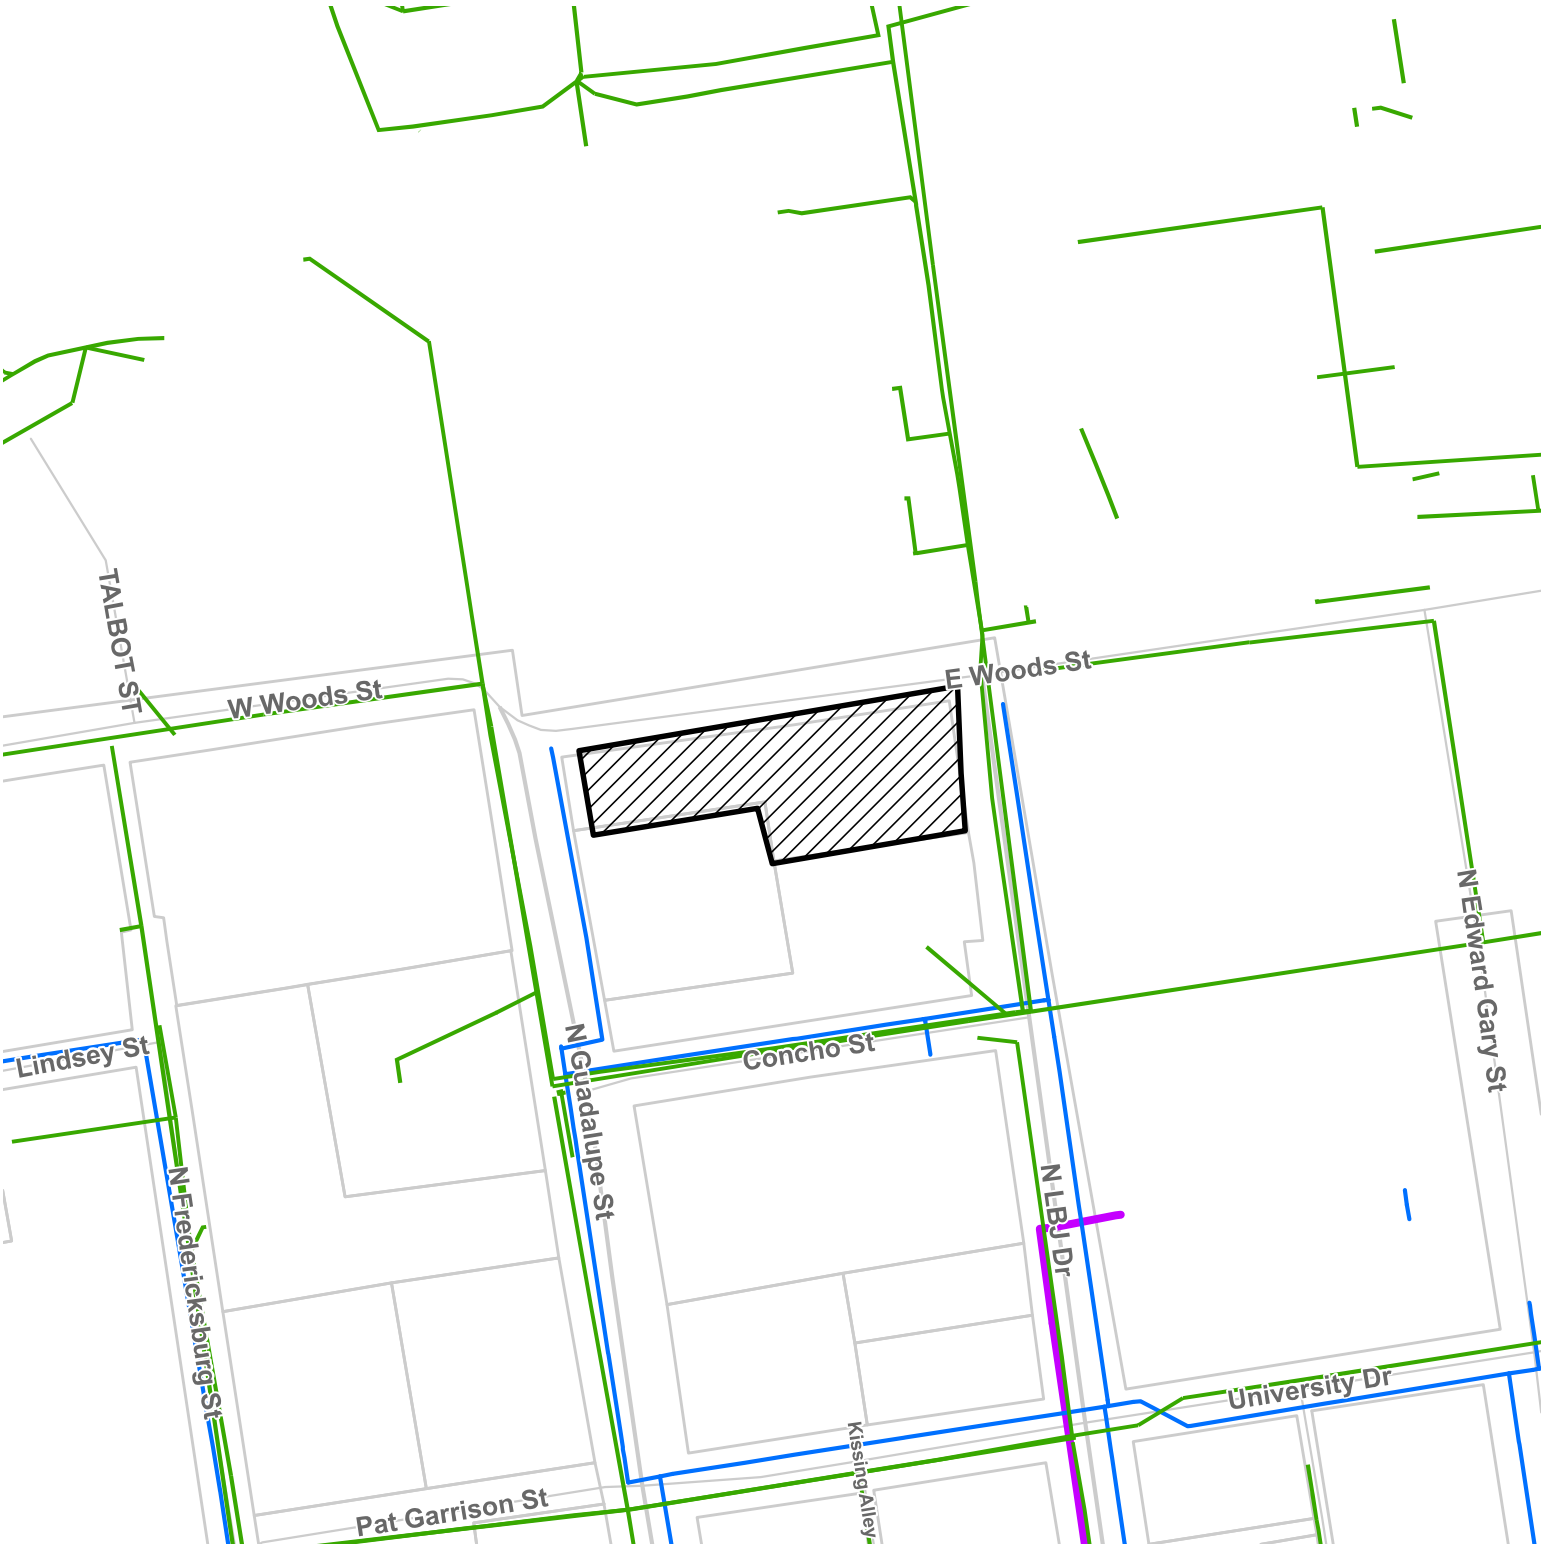 TALBOT ST
W Woods St
E Woods St
N Edward Gary St
Lindsey St
N Guadalupe St
Concho St
N LBJ Dr
N Fredericksburg St
University Dr
Kissing Alley
Pat Garrison St